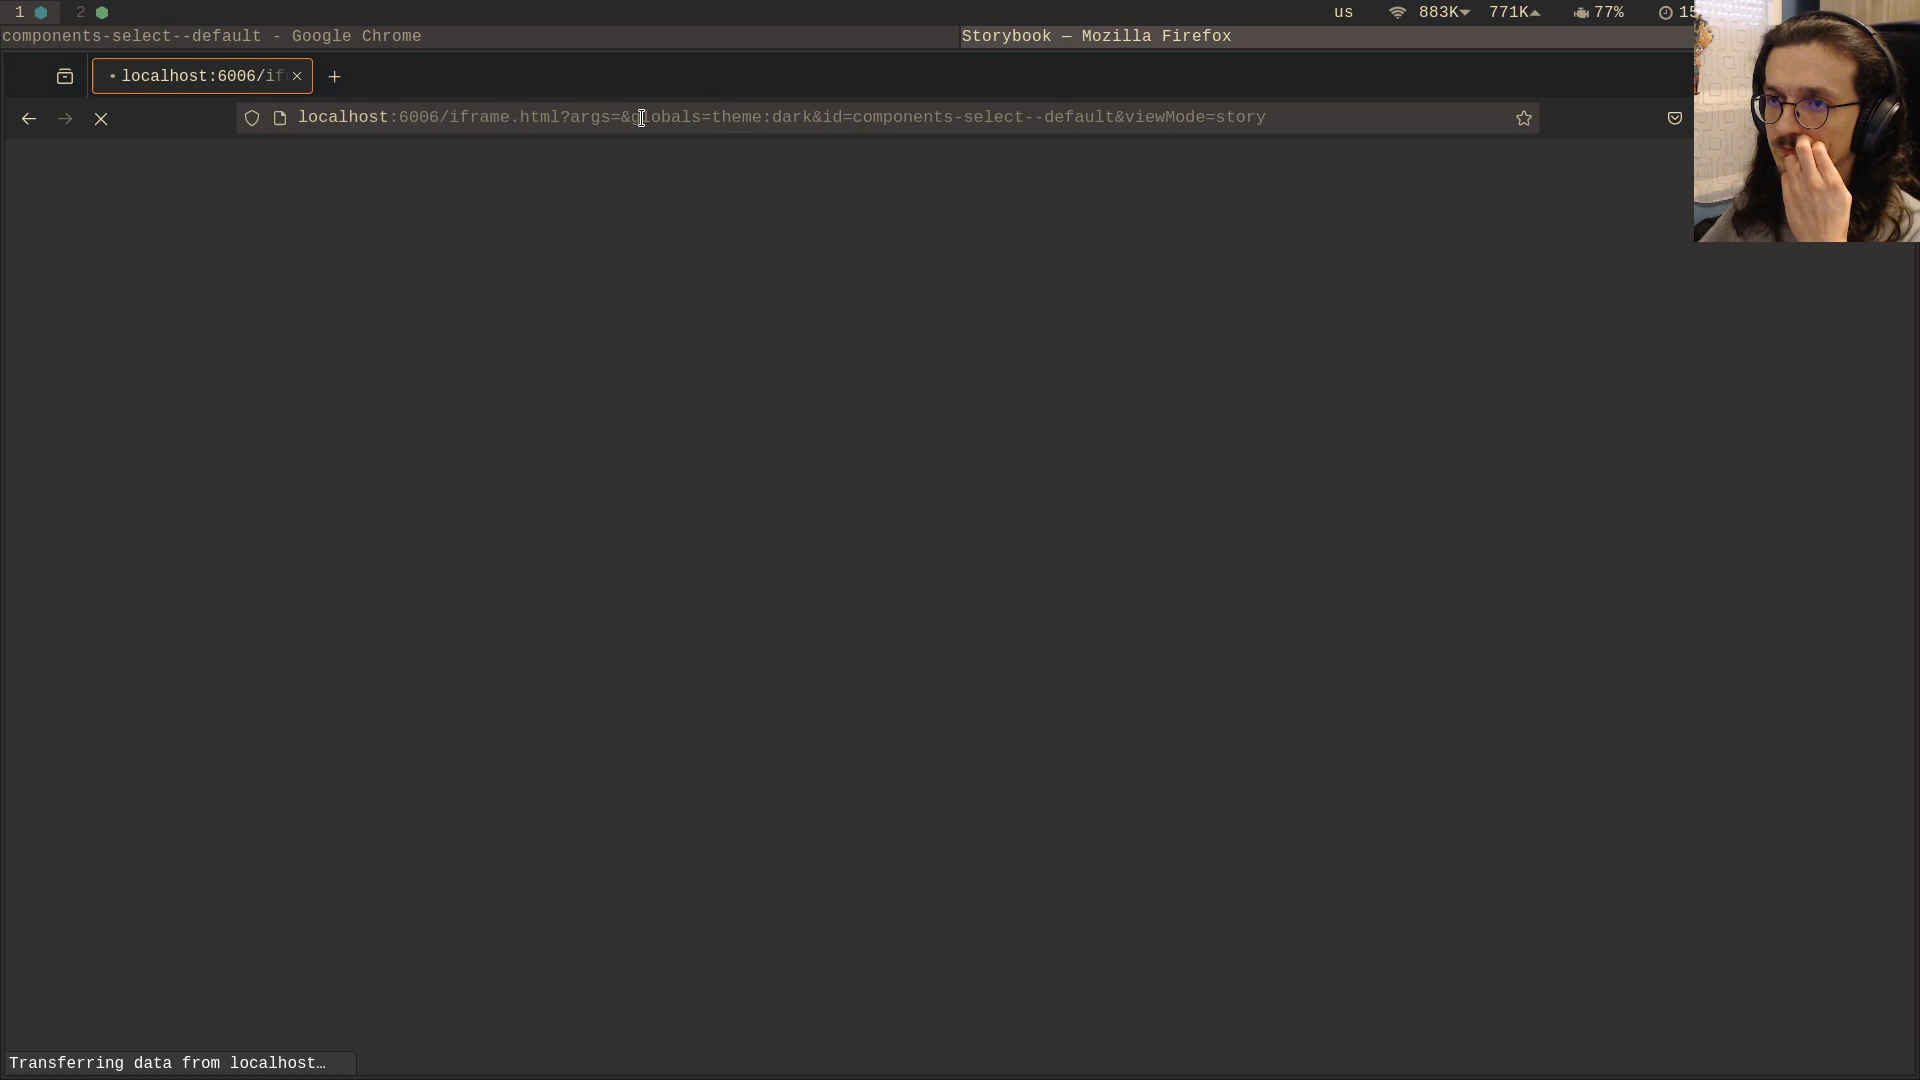 1 2 us 883K 771K 77% 15
components-select--default - Google Chrome Storybook — Mozilla Firefox
localhost:6006/if
localhost:6006/iframe.html?args=&globals=theme:dark&id=components-select--default&viewMode=story
Transferring data from localhost…